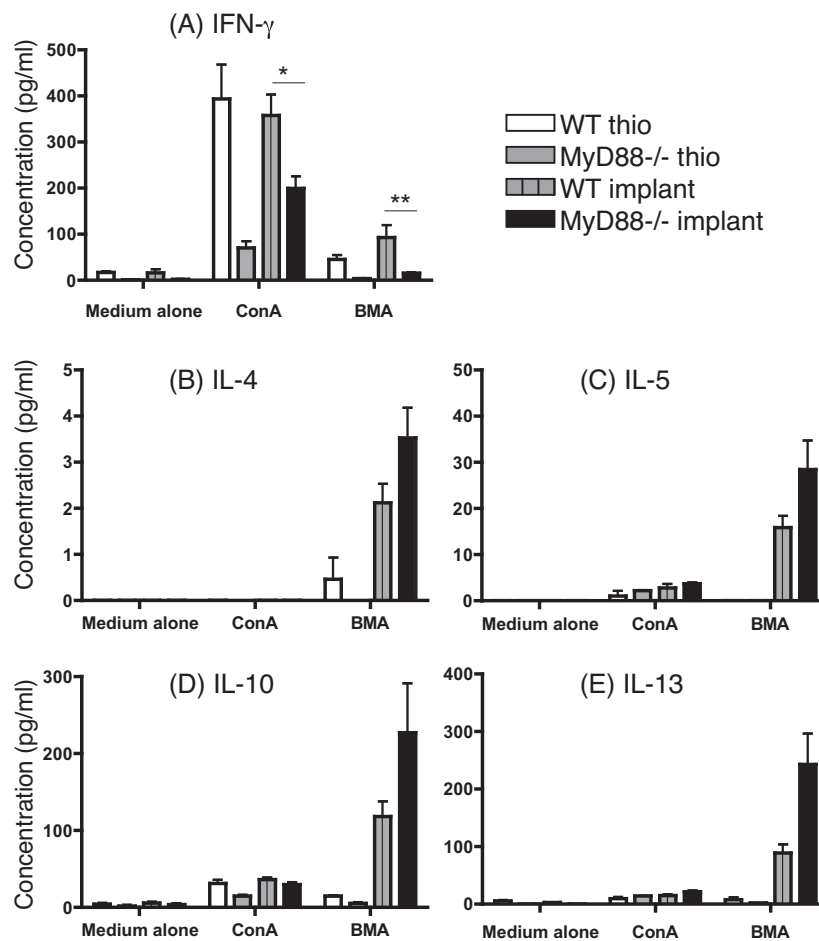 (A) IFN-γ
Concentration (pg/ml)
500
400
300
200
100
0
*
**
Medium alone ConA BMA
WT thio
MyD88-/- thio
WT implant
MyD88-/- implant
(B) IL-4
Concentration (pg/ml)
5
4
3
2
1
0
Medium alone ConA BMA
(C) IL-5
50
40
30
20
10
0
Medium alone ConA BMA
(D) IL-10
Concentration (pg/ml)
300
200
100
0
Medium alone ConA BMA
(E) IL-13
400
300
200
100
0
Medium alone ConA BMA